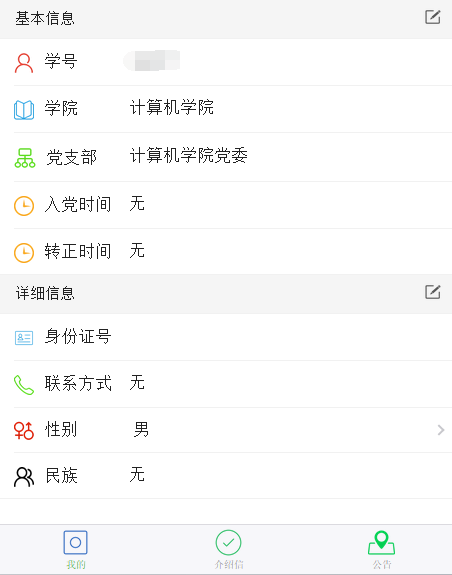 基本信息
学号
学院 计算机学院
党支部 计算机学院党委
入党时间 无
转正时间 无
详细信息
身份证号
联系方式 无
性别 男
民族 无
我的 介绍信 公告